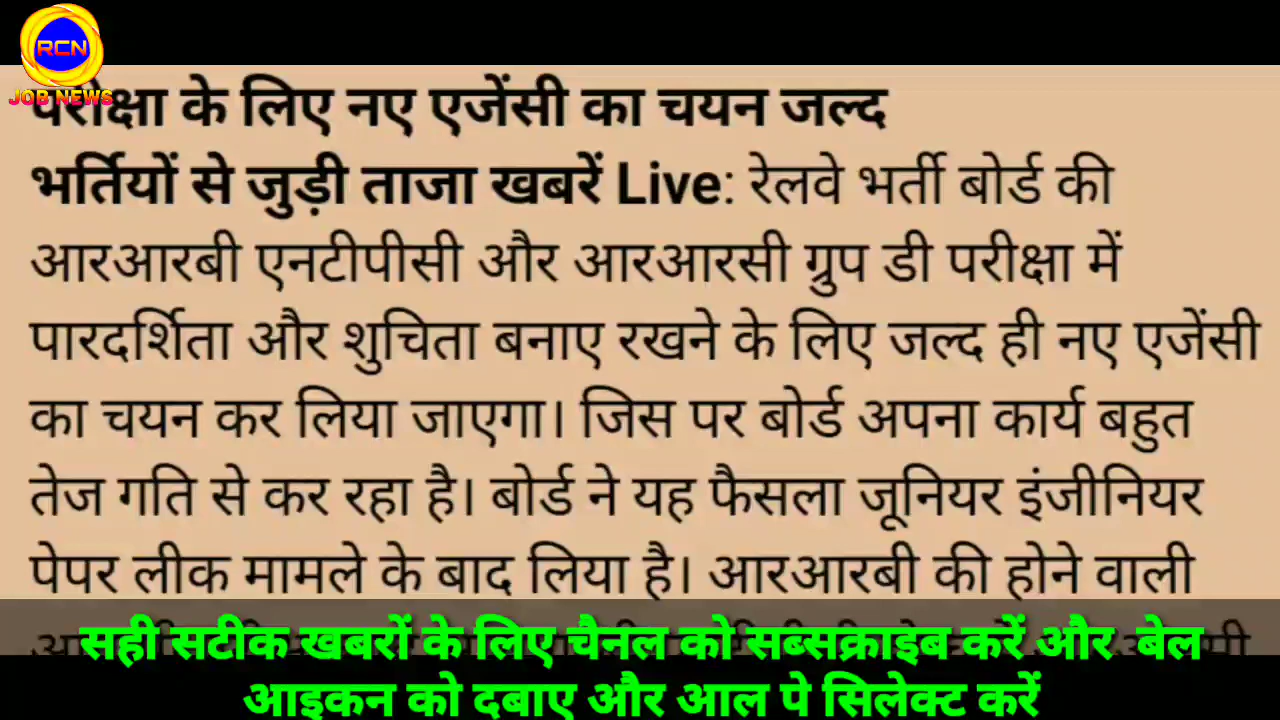 RCN
JOB NEWS
परीक्षा के लिए नए एजेंसी का चयन जल्द
भर्तियों से जुड़ी ताजा खबरें Live: रेलवे भर्ती बोर्ड की
आरआरबी एनटीपीसी और आरआरसी ग्रुप डी परीक्षा में
पारदर्शिता और शुचिता बनाए रखने के लिए जल्द ही नए एजेंसी
का चयन कर लिया जाएगा। जिस पर बोर्ड अपना कार्य बहुत
तेज गति से कर रहा है। बोर्ड ने यह फैसला जूनियर इंजीनियर
पेपर लीक मामले के बाद लिया है। आरआरबी की होने वाली
सही सटीक खबरों के लिए चैनल को सब्सक्राइब करें और बेल
आइकन को दबाए और आल पे सिलेक्ट करें